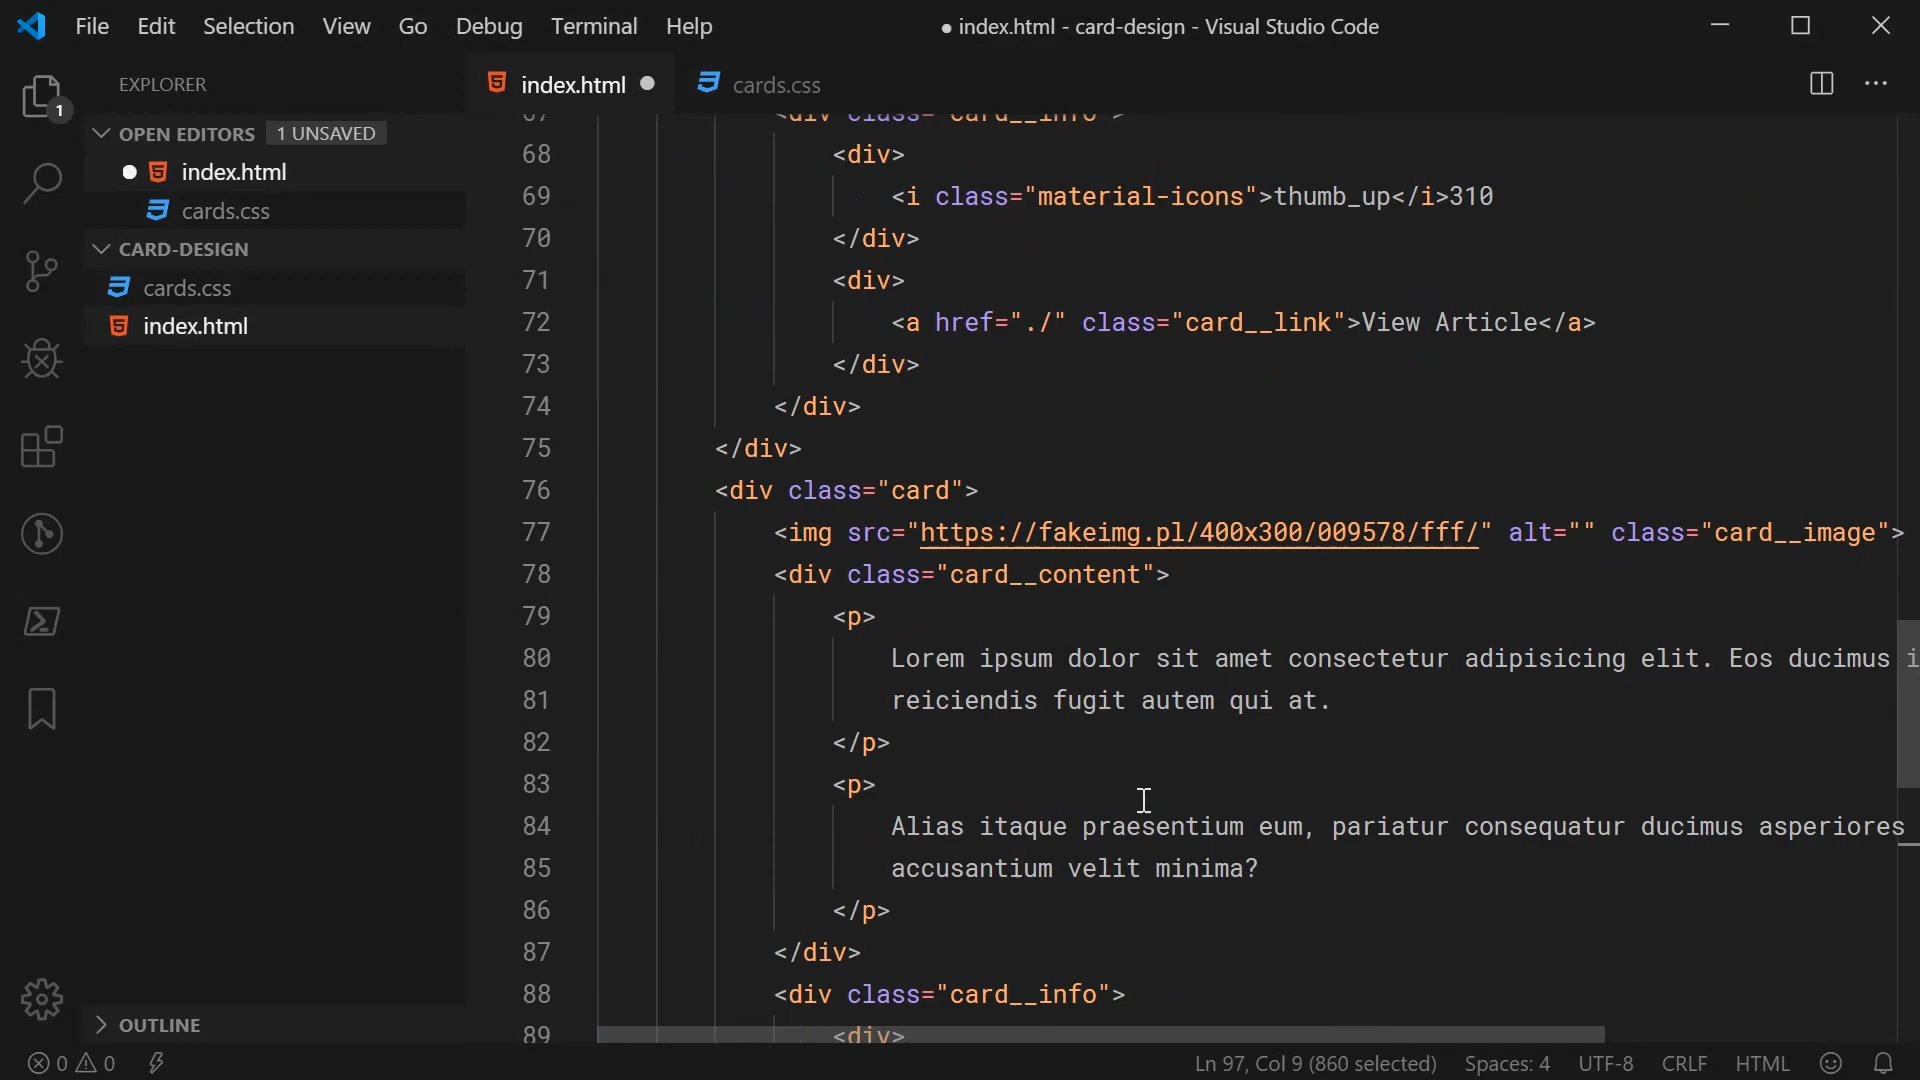 File Edit Selection View Go Debug Terminal Help
● index.html - card-design - Visual Studio Code
1
EXPLORER
OPEN EDITORS 1 UNSAVED
index.html
cards.css
CARD-DESIGN
cards.css
index.html
OUTLINE
index.html
cards.css
67 <div class="card__info">
68 <div>
69 <i class="material-icons">thumb_up</i>310
70 </div>
71 <div>
72 <a href="./" class="card__link">View Article</a>
73 </div>
74 </div>
75 </div>
76 <div class="card">
77 <img src="https://fakeimg.pl/400x300/009578/fff/" alt="" class="card__image">
78 <div class="card__content">
79 <p>
80 Lorem ipsum dolor sit amet consectetur adipisicing elit. Eos ducimus i
81 reiciendis fugit autem qui at.
82 </p>
83 <p>
84 Alias itaque praesentium eum, pariatur consequatur ducimus asperiores
85 accusantium velit minima?
86 </p>
87 </div>
88 <div class="card__info">
89 <div>
0 0
Ln 97, Col 9 (860 selected) Spaces: 4 UTF-8 CRLF HTML